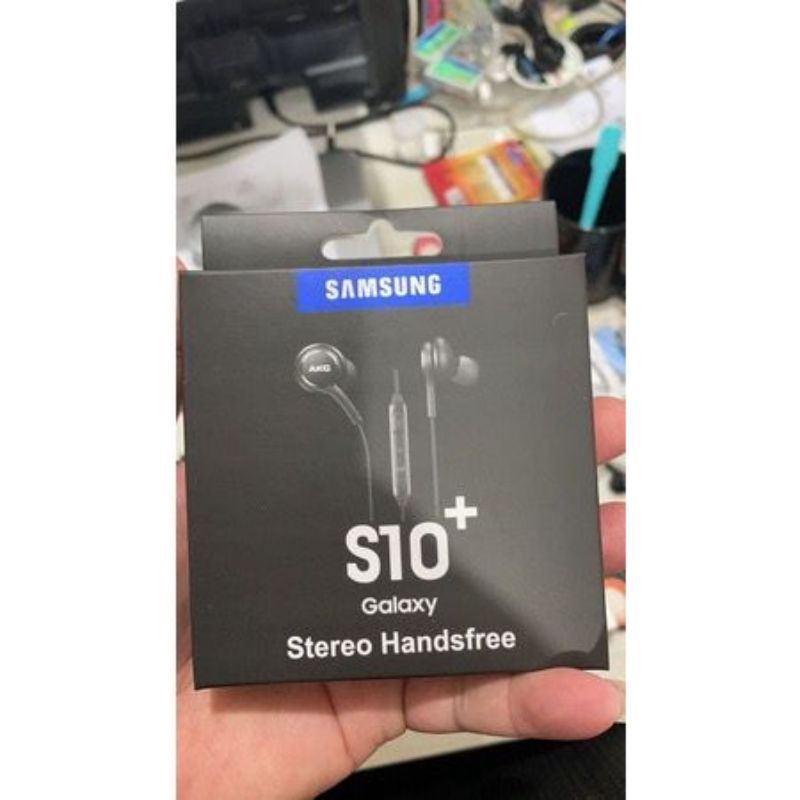 SAMSUNG
AKG
S10+
Galaxy
Stereo Handsfree